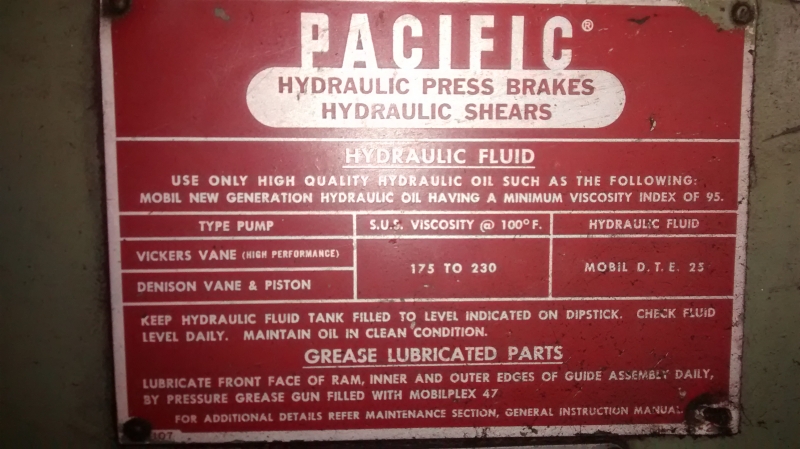 PACIFIC®
HYDRAULIC PRESS BRAKES
HYDRAULIC SHEARS
HYDRAULIC FLUID
USE ONLY HIGH QUALITY HYDRAULIC OIL SUCH AS THE FOLLOWING:
MOBIL NEW GENERATION HYDRAULIC OIL HAVING A MINIMUM VISCOSITY INDEX OF 95.
TYPE PUMP S.U.S. VISCOSITY @ 100°F. HYDRAULIC FLUID
VICKERS VANE (HIGH PERFORMANCE)
175 TO 230 MOBIL D.T.E. 25
DENISON VANE & PISTON
KEEP HYDRAULIC FLUID TANK FILLED TO LEVEL INDICATED ON DIPSTICK. CHECK FLUID
LEVEL DAILY. MAINTAIN OIL IN CLEAN CONDITION.
GREASE LUBRICATED PARTS
LUBRICATE FRONT FACE OF RAM, INNER AND OUTER EDGES OF GUIDE ASSEMBLY DAILY,
BY PRESSURE GREASE GUN FILLED WITH MOBILPLEX 47
FOR ADDITIONAL DETAILS REFER MAINTENANCE SECTION, GENERAL INSTRUCTION MANUAL.
107